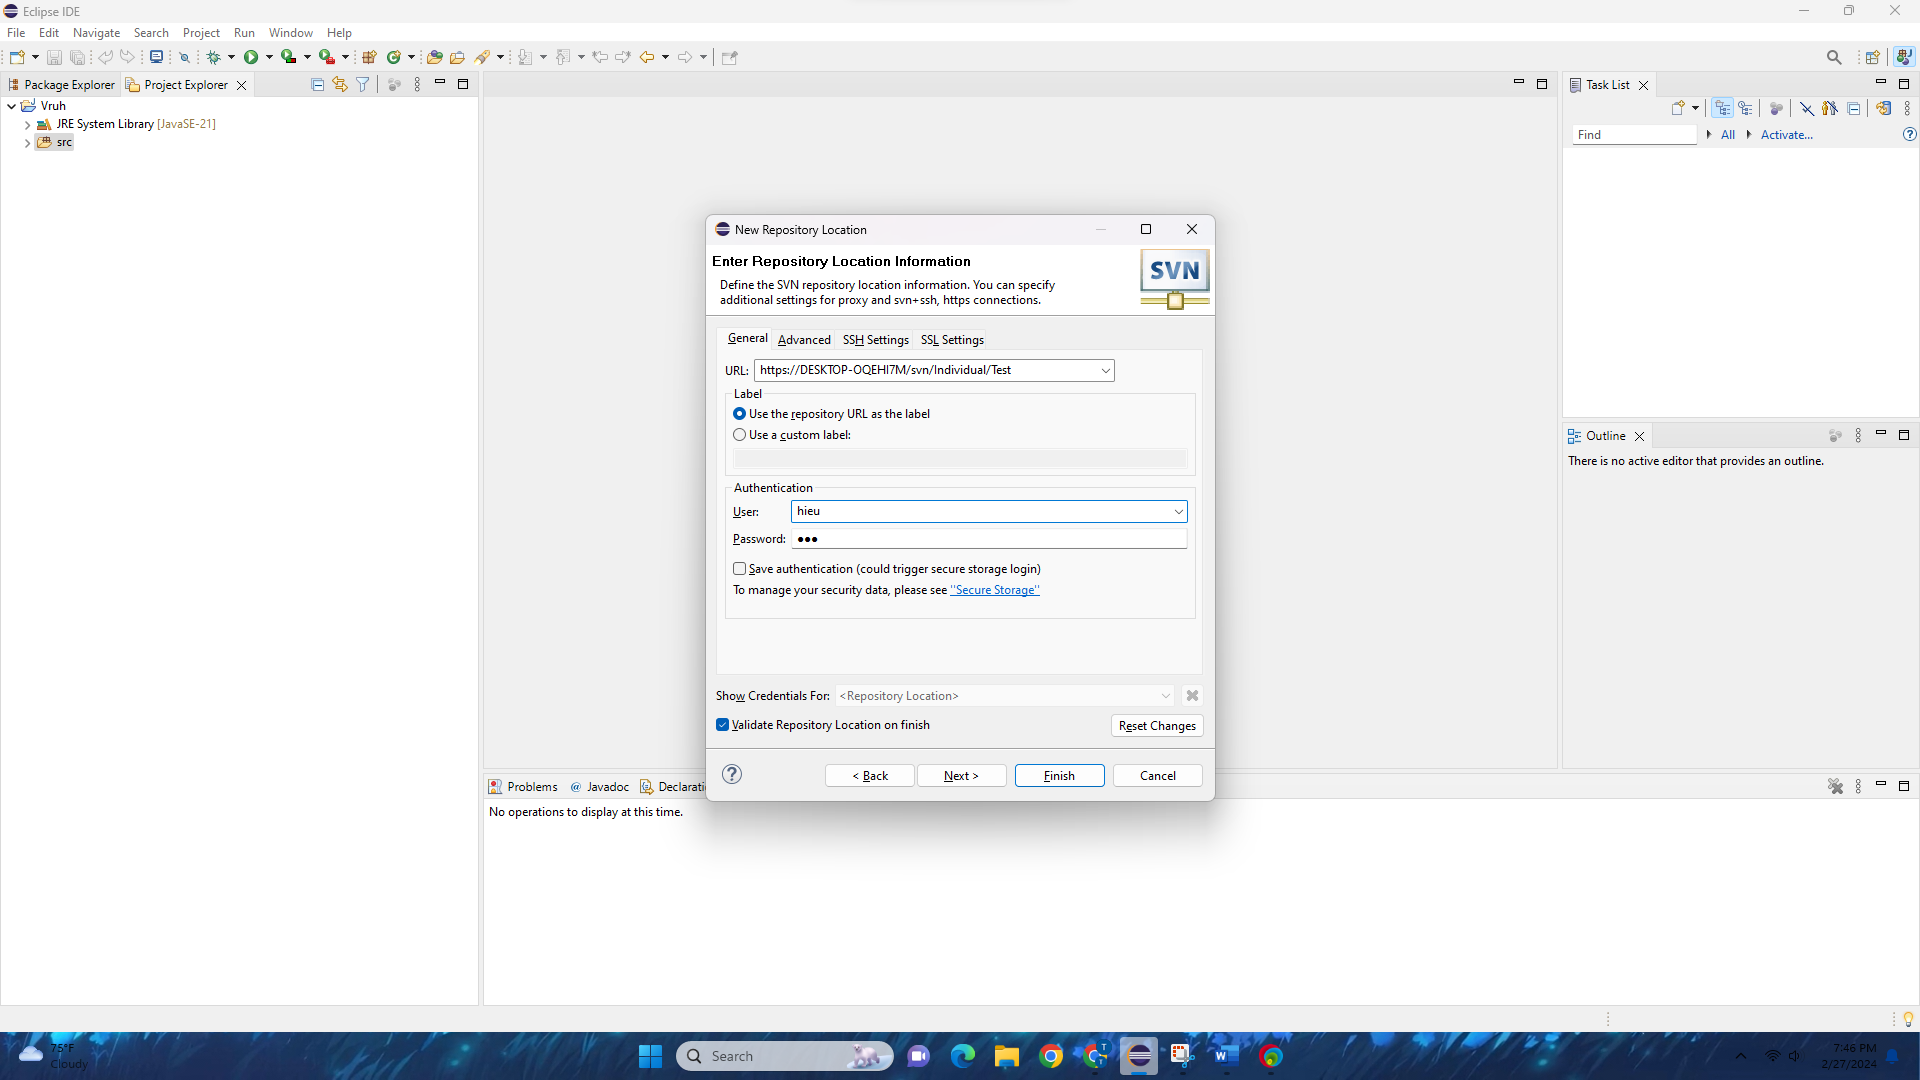 Eclipse IDE
File Edit Navigate Search Project Run Window Help
Package Explorer Project Explorer
Vruh
JRE System Library [JavaSE-21]
src
New Repository Location
Enter Repository Location Information
Define the SVN repository location information. You can specify
additional settings for proxy and svn+ssh, https connections.
SVN
General Advanced SSH Settings SSL Settings
URL: https://DESKTOP-OQEHI7M/svn/Individual/Test
Label
Use the repository URL as the label
Use a custom label:
Authentication
User: hieu
Password: ●●●
Save authentication (could trigger secure storage login)
To manage your security data, please see "Secure Storage"
Show Credentials For: <Repository Location>
Validate Repository Location on finish
Reset Changes
? < Back Next > Finish Cancel
Task List
Find All Activate...
Outline
There is no active editor that provides an outline.
Problems @ Javadoc Declarati
No operations to display at this time.
75°F
Cloudy
Search
7:46 PM
2/27/2024